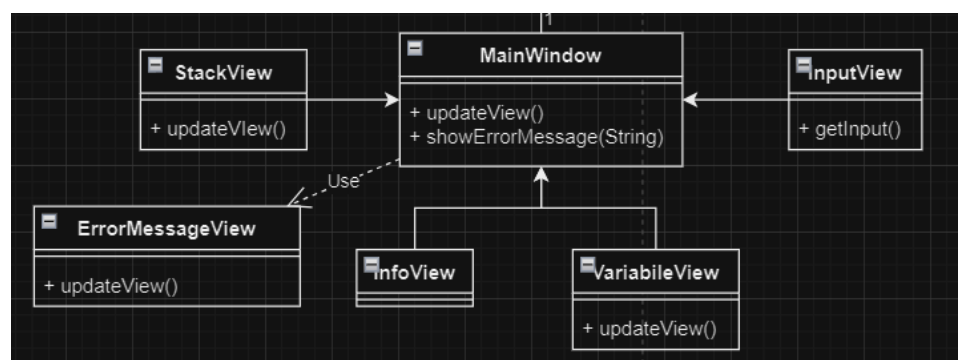 1
MainWindow
+ updateView()
+ showErrorMessage(String)
StackView
+ updateVIew()
InputView
+ getInput()
Use
ErrorMessageView
+ updateView()
InfoView
VariabileView
+ updateView()